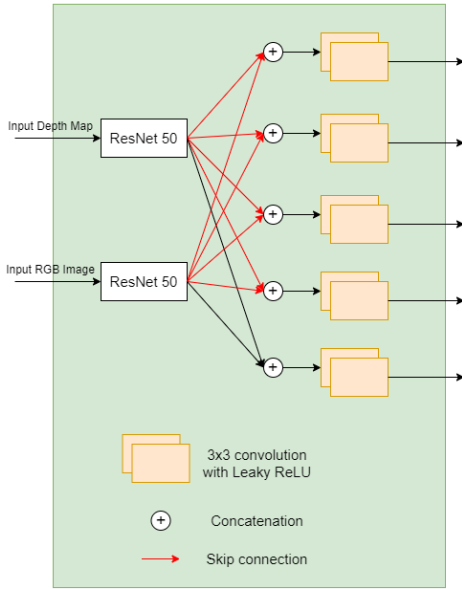 Input Depth Map
ResNet 50
Input RGB Image
ResNet 50
+
+
+
+
+
3x3 convolution
with Leaky ReLU
+
Concatenation
Skip connection